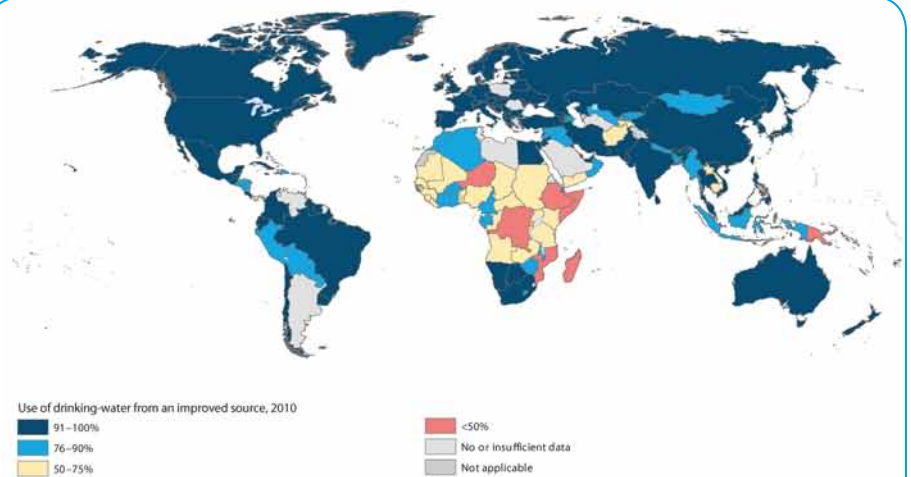 Use of drinking-water from an improved source, 2010
91–100%
76–90%
50–75%
<50%
No or insufficient data
Not applicable